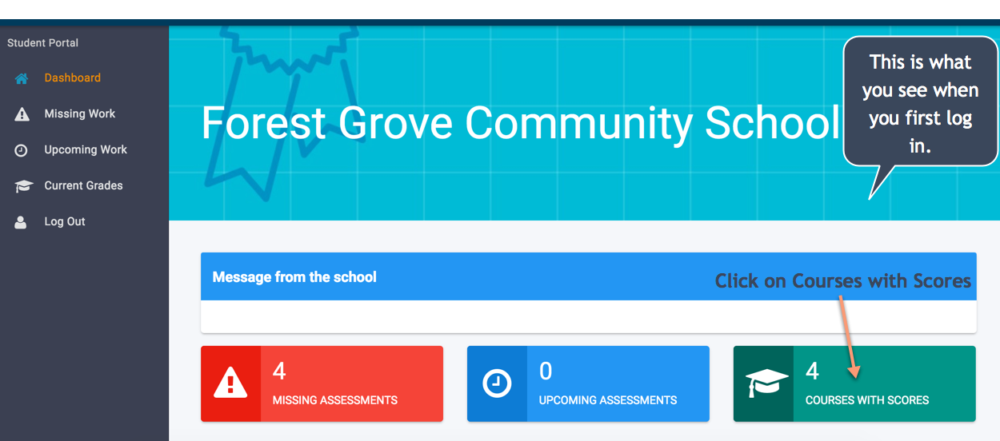 Student Portal
Dashboard
Missing Work
Upcoming Work
Current Grades
Log Out
Forest Grove Community School
This is what
you see when
you first log
in.
Message from the school
Click on Courses with Scores
4
MISSING ASSESSMENTS
0
UPCOMING ASSESSMENTS
4
COURSES WITH SCORES